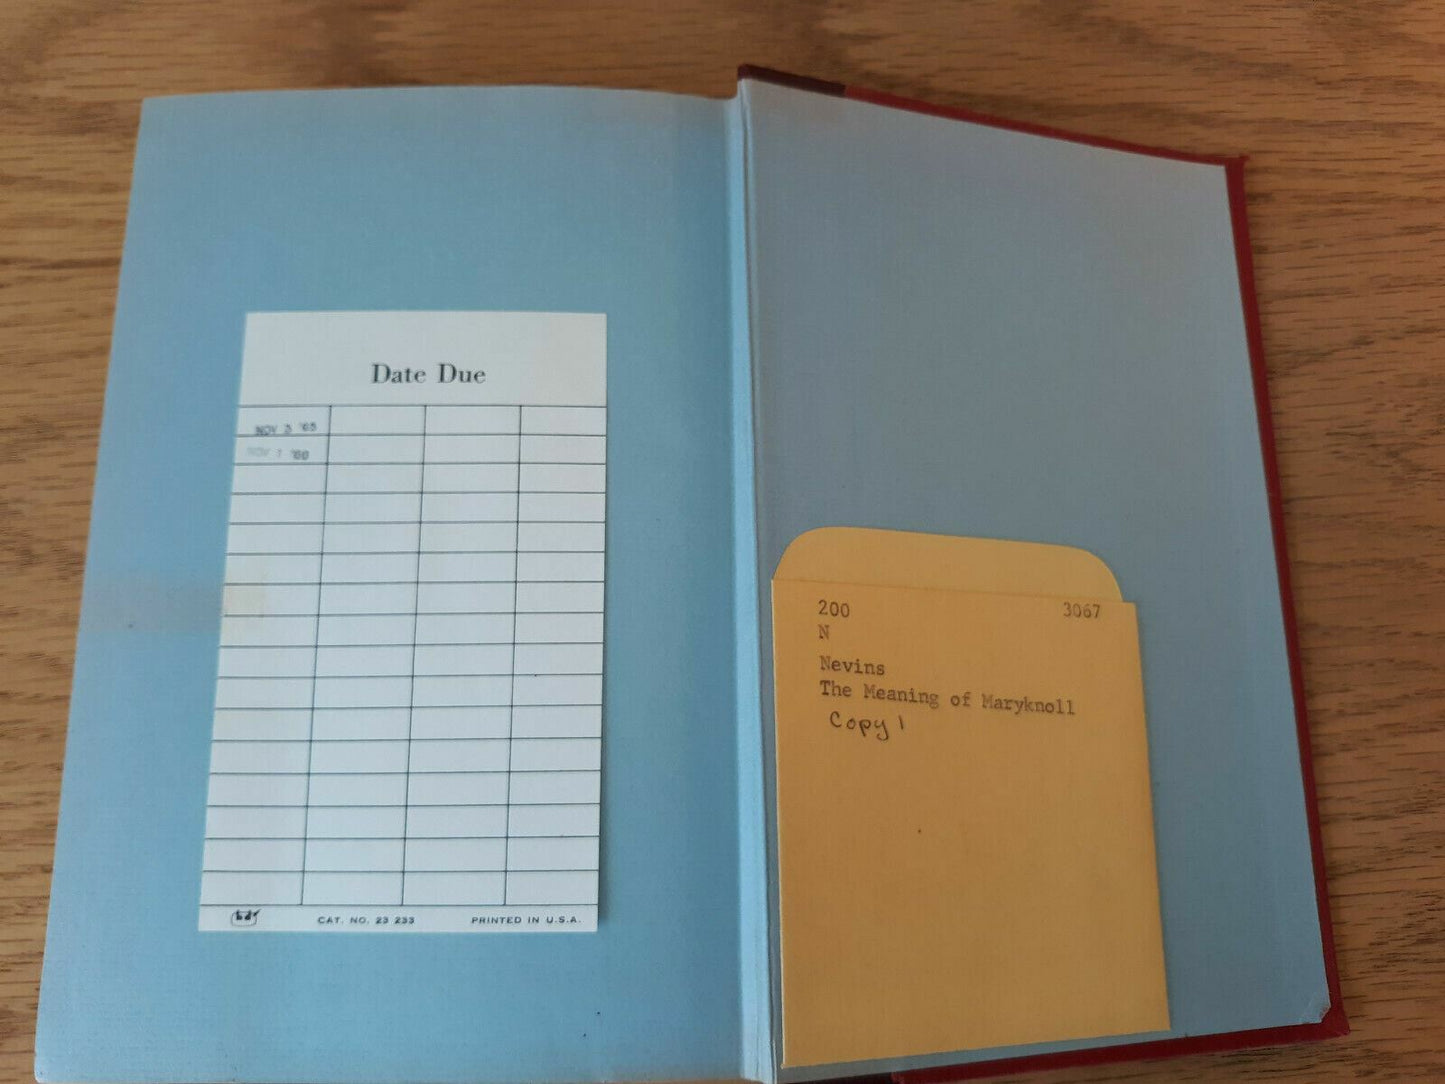 Date Due
NOV 3 '65
NOV 1 '60
CAT. NO. 23 233 PRINTED IN U.S.A.
200 3067
N
Nevins
The Meaning of Maryknoll
Copy 1